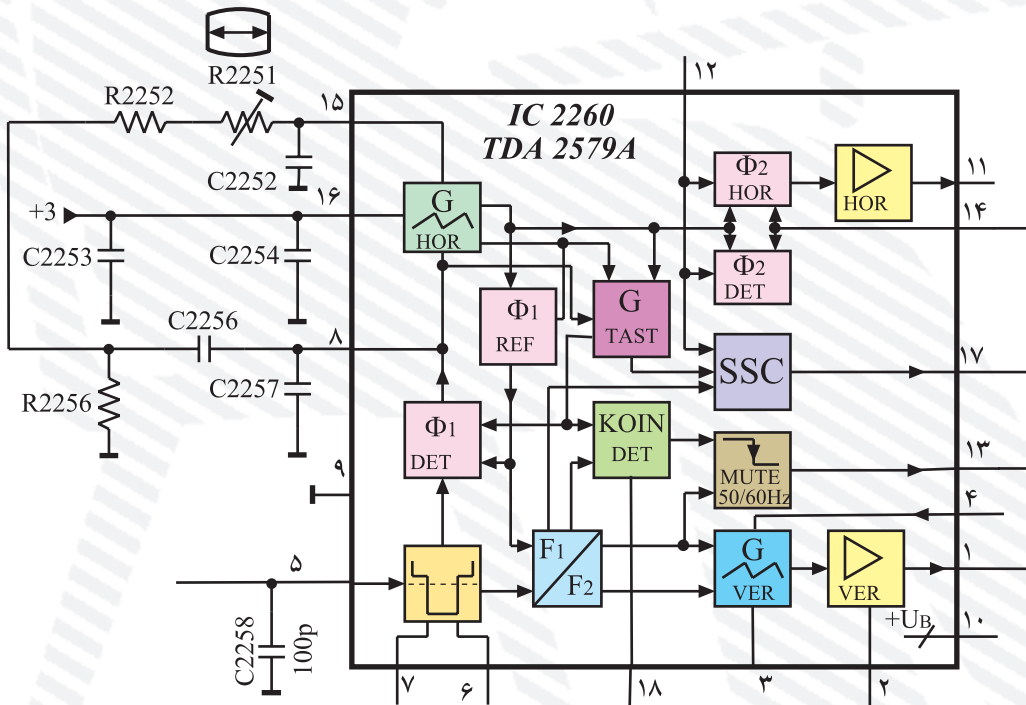 R2251
R2252
۱۵
C2252
۱۶
+3
C2253
C2254
C2256
۸
R2256
C2257
۹
۵
C2258
100p
IC 2260
TDA 2579A
۱۲
G
HOR
Φ1
REF
G
TAST
Φ2
HOR
HOR
۱۱
۱۴
Φ2
DET
SSC
۱۷
Φ1
DET
KOIN
DET
MUTE
50/60Hz
۱۳
۴
F1
F2
G
VER
VER
۱
+UB
۱۰
۷
۶
۱۸
۳
۲